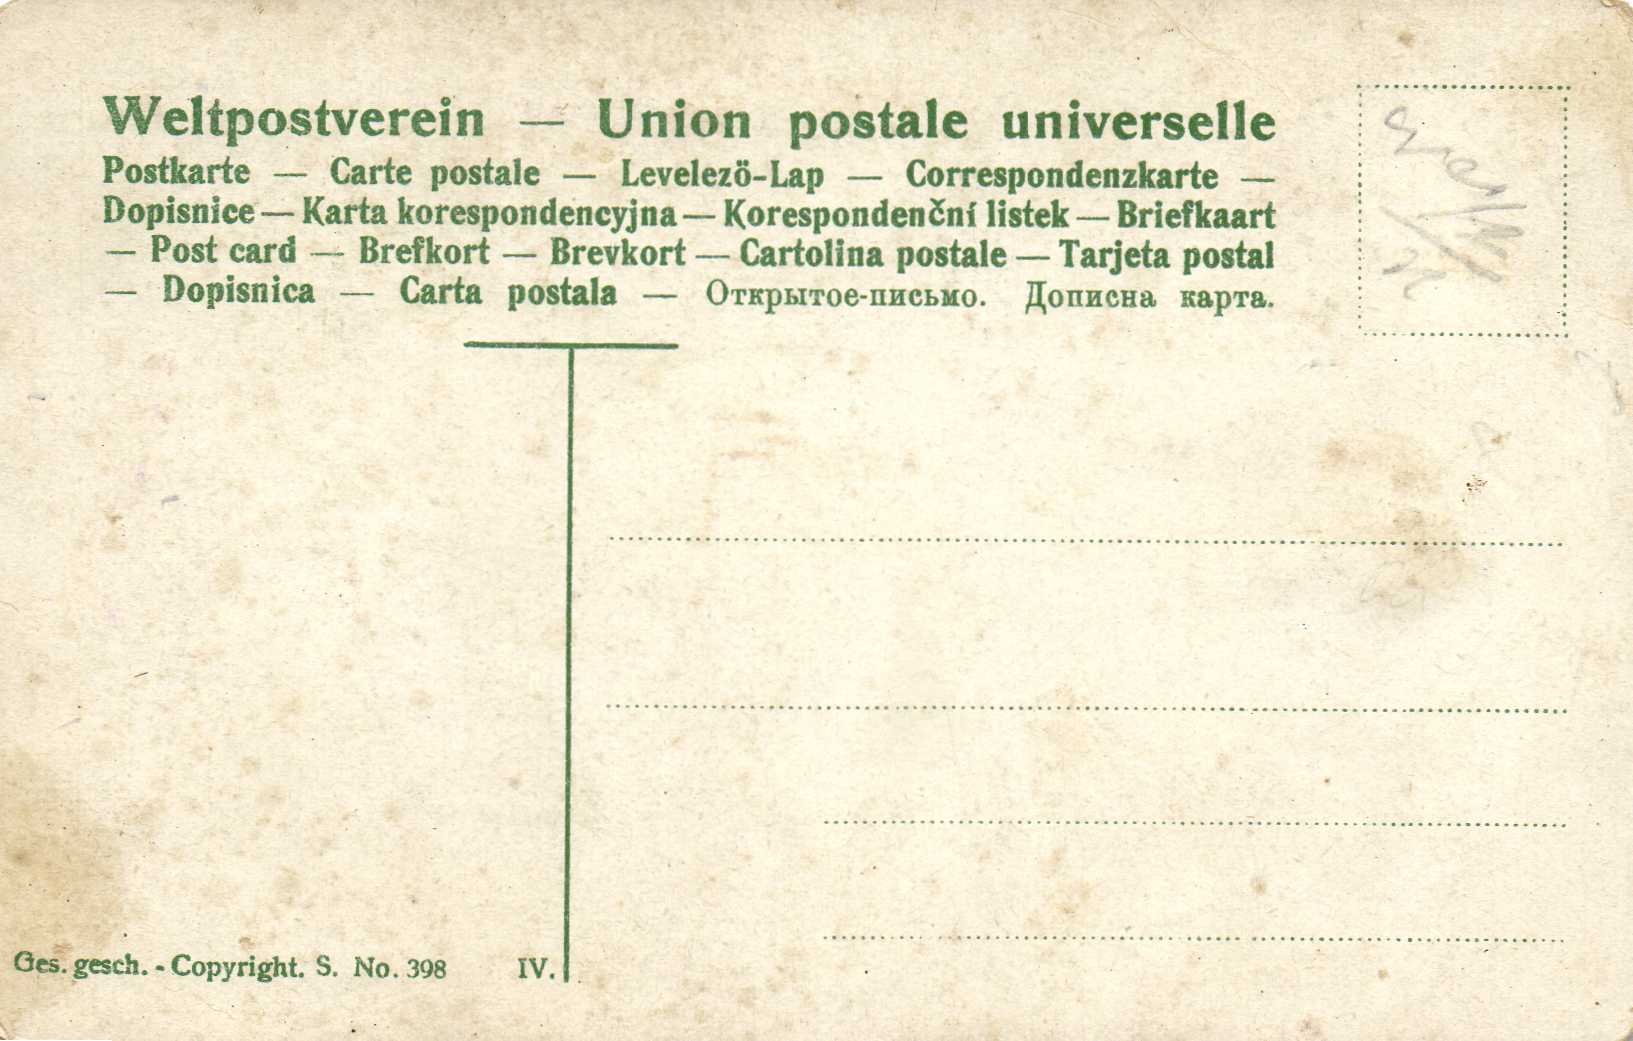 Weltpostverein — Union postale universelle
Postkarte — Carte postale — Levelezö-Lap — Correspondenzkarte —
Dopisnice — Karta korespondencyjna — Korespondenční listek — Briefkaart
— Post card — Brefkort — Brevkort — Cartolina postale — Tarjeta postal
— Dopisnica — Carta postala — Открытое-письмо. Дописна карта.
Ges. gesch. - Copyright. S. No. 398 IV.